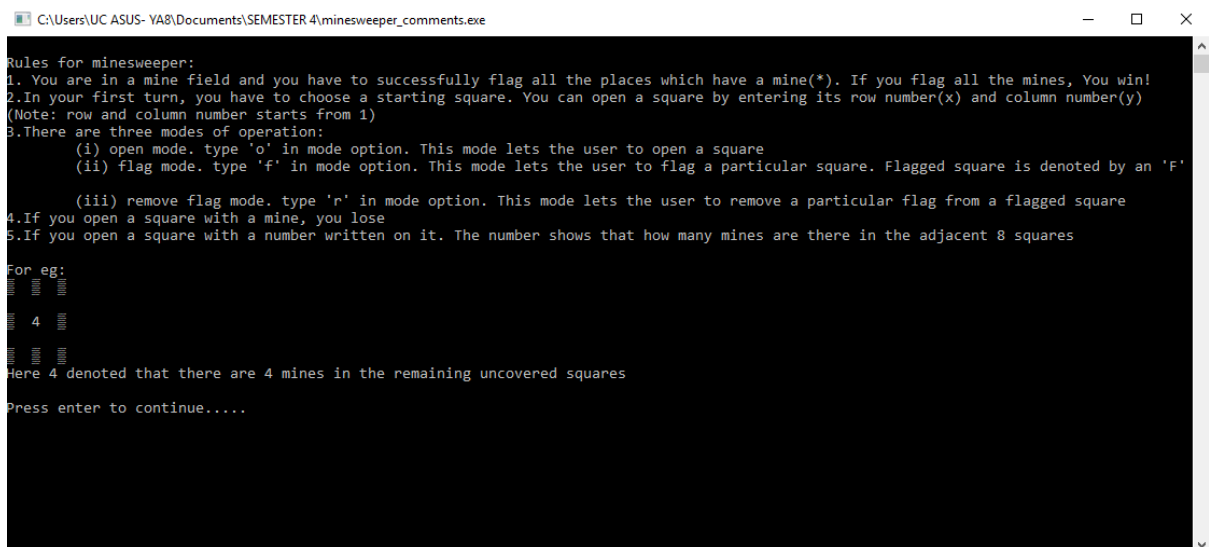 C:\Users\UC ASUS- YA8\Documents\SEMESTER 4\minesweeper_comments.exe
Rules for minesweeper:
1. You are in a mine field and you have to successfully flag all the places which have a mine(*). If you flag all the mines, You win!
2.In your first turn, you have to choose a starting square. You can open a square by entering its row number(x) and column number(y)
(Note: row and column number starts from 1)
3.There are three modes of operation:
(i) open mode. type 'o' in mode option. This mode lets the user to open a square
(ii) flag mode. type 'f' in mode option. This mode lets the user to flag a particular square. Flagged square is denoted by an 'F'
(iii) remove flag mode. type 'r' in mode option. This mode lets the user to remove a particular flag from a flagged square
4.If you open a square with a mine, you lose
5.If you open a square with a number written on it. The number shows that how many mines are there in the adjacent 8 squares
For eg:
▒ ▒ ▒
▒ 4 ▒
▒ ▒ ▒
Here 4 denoted that there are 4 mines in the remaining uncovered squares
Press enter to continue.....